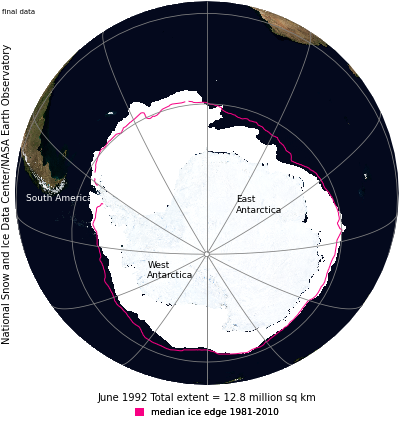 final data
National Snow and Ice Data Center/NASA Earth Observatory
South America
East
Antarctica
West
Antarctica
June 1992 Total extent = 12.8 million sq km
median ice edge 1981-2010